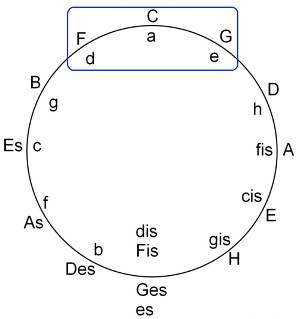 C
F a G
d e
B D
g h
Es c fis A
f cis
As E
dis
b Fis gis
Des H
Ges
es